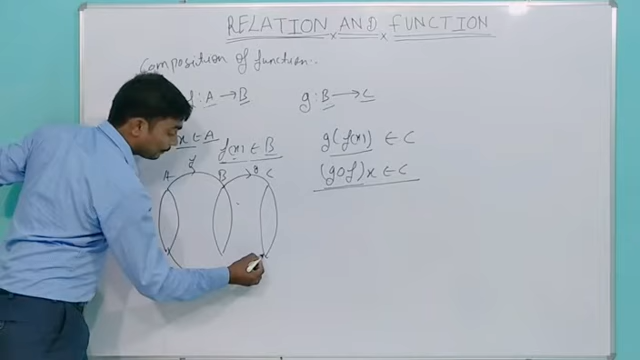 RELATION AND FUNCTION
Composition of function..
f : A → B
g : B → C
x ∈ A
f(x) ∈ B
g(f(x)) ∈ C
(gof)x ∈ C
f
g
A
B
C